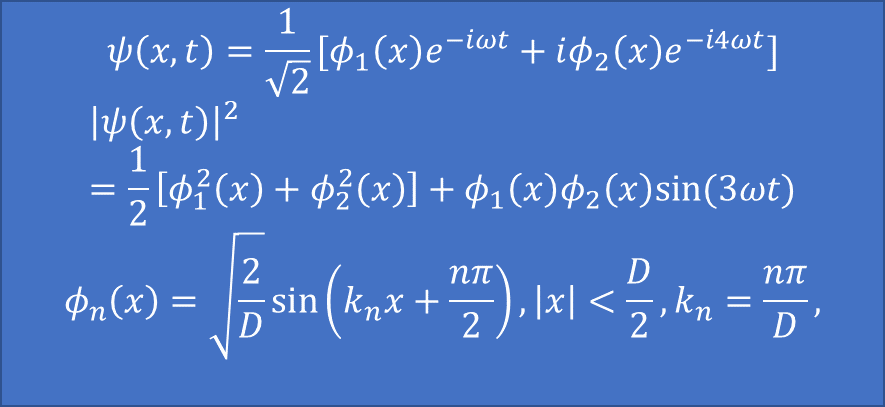 ψ(x, t) = 1/√2 [ϕ₁(x)e^{−iωt} + iϕ₂(x)e^{−i4ωt}]
|ψ(x, t)|²
= 1/2 [ϕ₁²(x) + ϕ₂²(x)] + ϕ₁(x)ϕ₂(x)sin(3ωt)
ϕₙ(x) = √(2/D) sin(kₙx + nπ/2), |x| < D/2, kₙ = nπ/D,